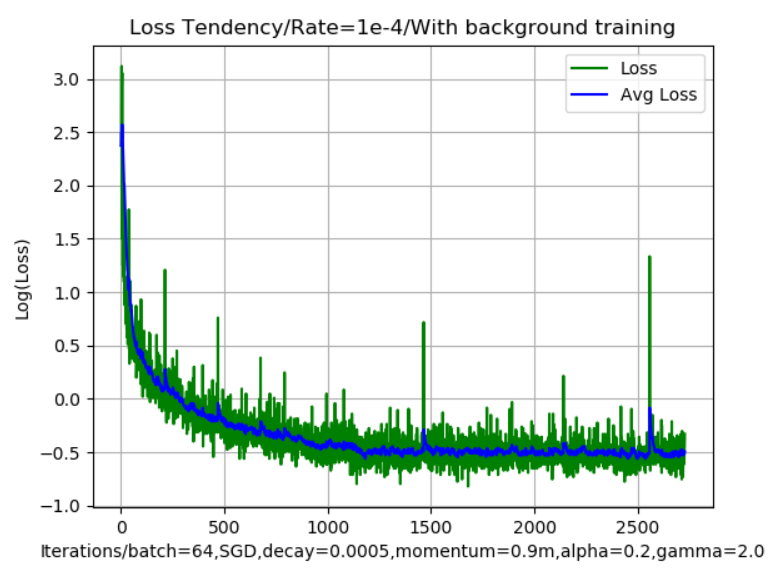 Loss Tendency/Rate=1e-4/With background training
Loss
Avg Loss
3.0
2.5
2.0
1.5
1.0
0.5
0.0
−0.5
−1.0
Log(Loss)
0 500 1000 1500 2000 2500
Iterations/batch=64,SGD,decay=0.0005,momentum=0.9m,alpha=0.2,gamma=2.0